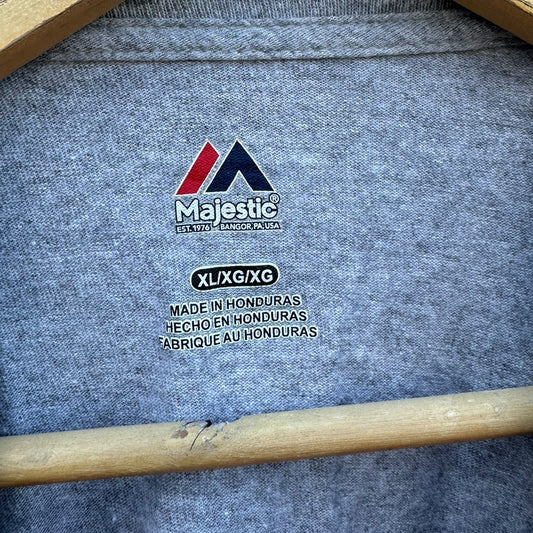 Majestic®
EST. 1976 BANGOR, PA, USA
XL/XG/XG
MADE IN HONDURAS
HECHO EN HONDURAS
FABRIQUE AU HONDURAS